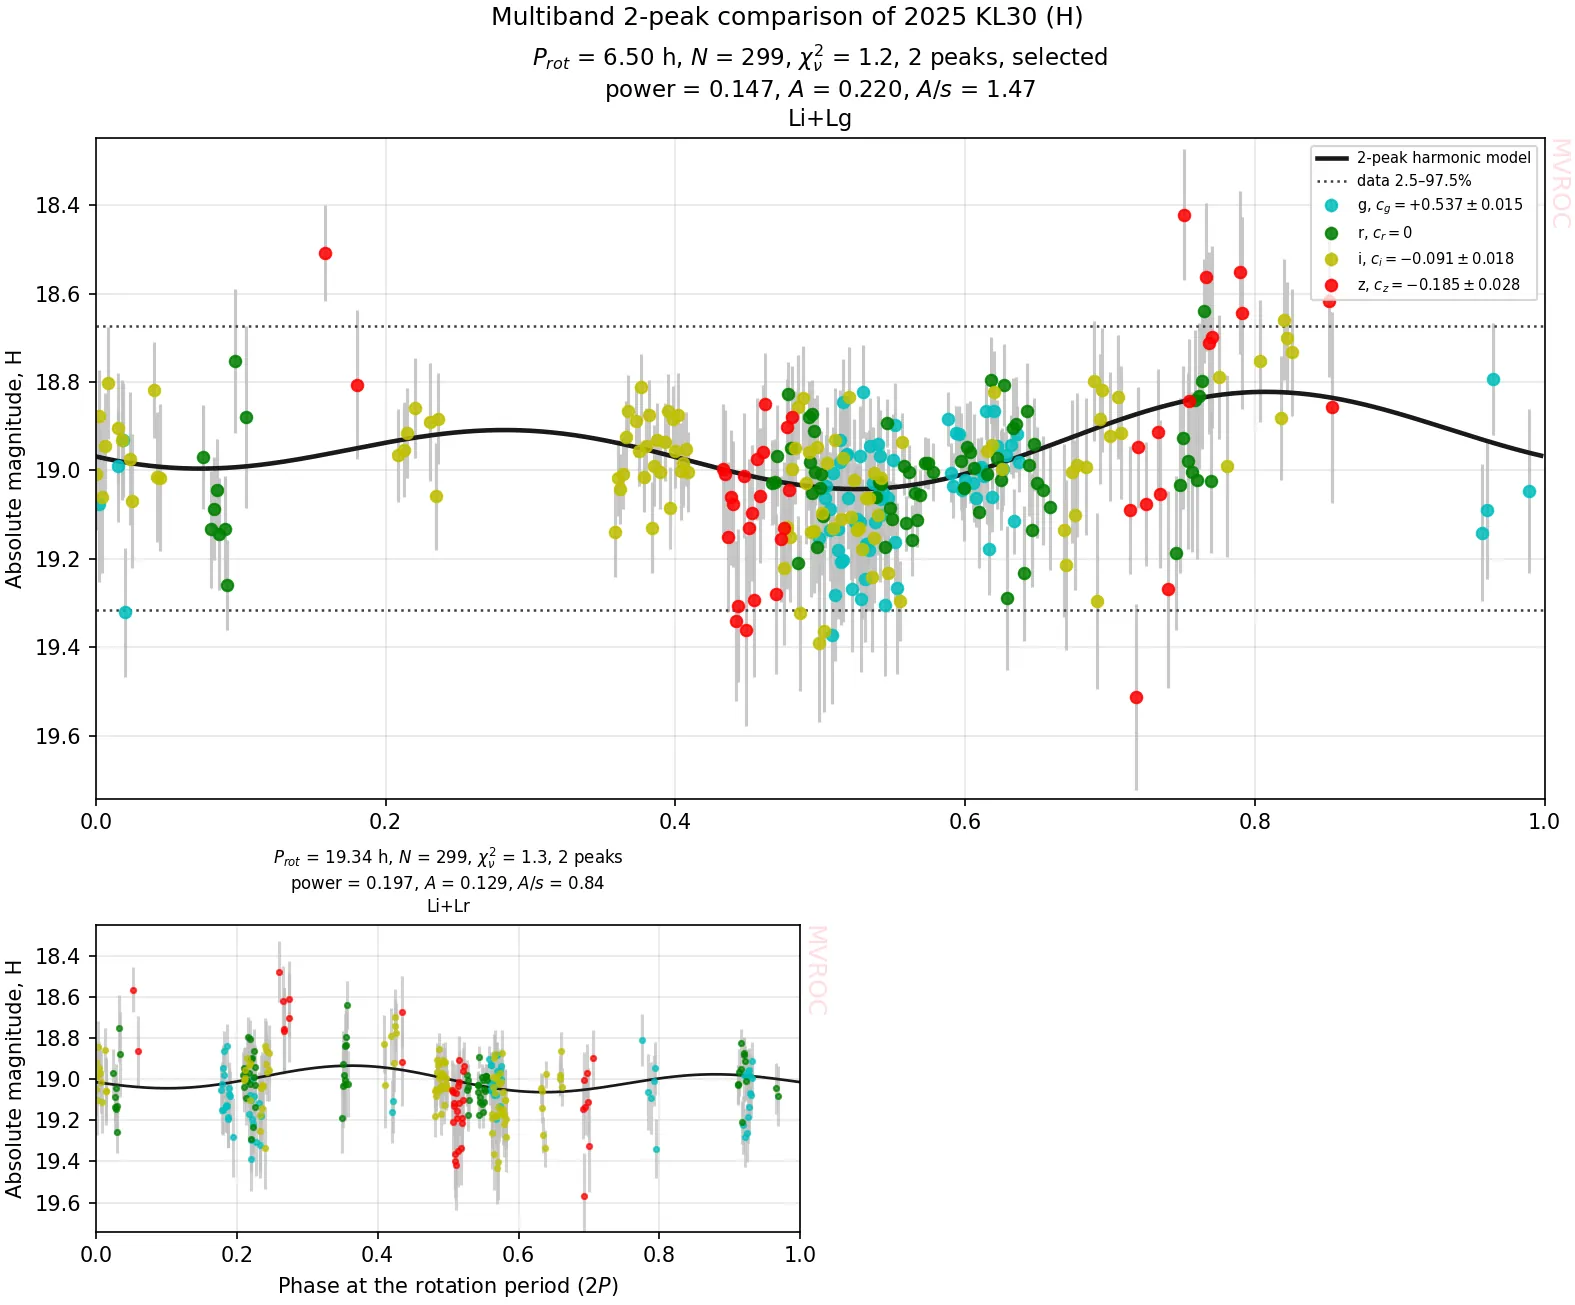 Multiband 2-peak comparison of 2025 KL30 (H)
P_rot = 6.50 h, N = 299, χ²_ν = 1.2, 2 peaks, selected
power = 0.147, A = 0.220, A/s = 1.47
Li+Lg
2-peak harmonic model
data 2.5–97.5%
g, c_g = +0.537 ± 0.015
r, c_r = 0
i, c_i = −0.091 ± 0.018
z, c_z = −0.185 ± 0.028
MVROC
Absolute magnitude, H
18.4
18.6
18.8
19.0
19.2
19.4
19.6
0.0 0.2 0.4 0.6 0.8 1.0
P_rot = 19.34 h, N = 299, χ²_ν = 1.3, 2 peaks
power = 0.197, A = 0.129, A/s = 0.84
Li+Lr
MVROC
Absolute magnitude, H
18.4
18.6
18.8
19.0
19.2
19.4
19.6
0.0 0.2 0.4 0.6 0.8 1.0
Phase at the rotation period (2P)